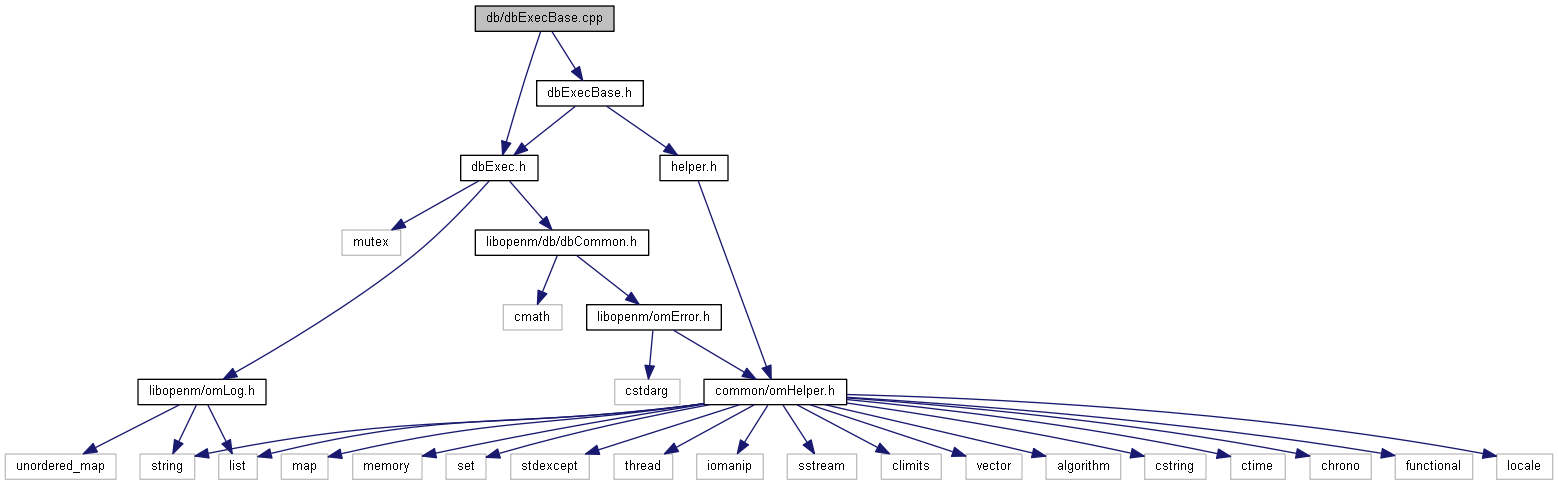 db/dbExecBase.cpp
dbExecBase.h
dbExec.h
helper.h
mutex
libopenm/db/dbCommon.h
cmath
libopenm/omError.h
libopenm/omLog.h
cstdarg
common/omHelper.h
unordered_map
string
list
map
memory
set
stdexcept
thread
iomanip
sstream
climits
vector
algorithm
cstring
ctime
chrono
functional
locale